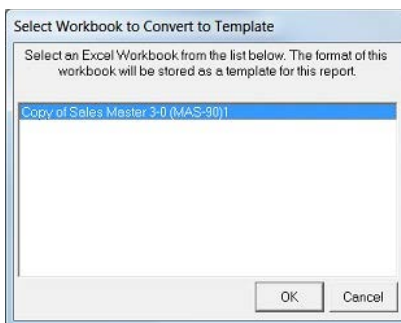 Select Workbook to Convert to Template
Select an Excel Workbook from the list below. The format of this
workbook will be stored as a template for this report.
Copy of Sales Master 3-0 (MAS-90)1
OK
Cancel